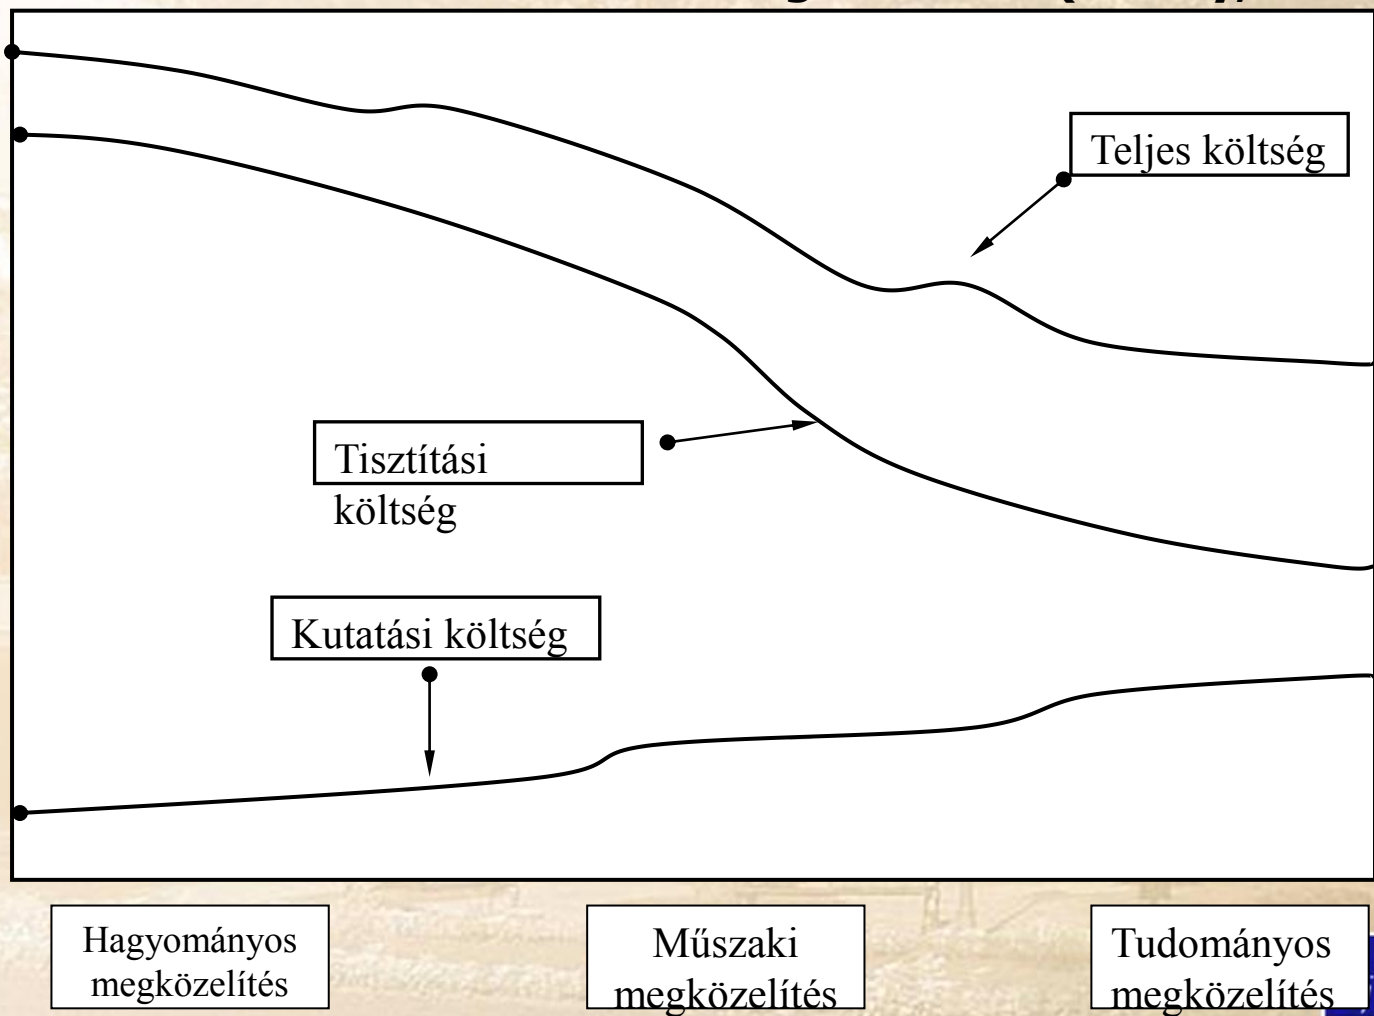 Teljes költség
Tisztítási
költség
Kutatási költség
Hagyományos
megközelítés
Műszaki
megközelítés
Tudományos
megközelítés